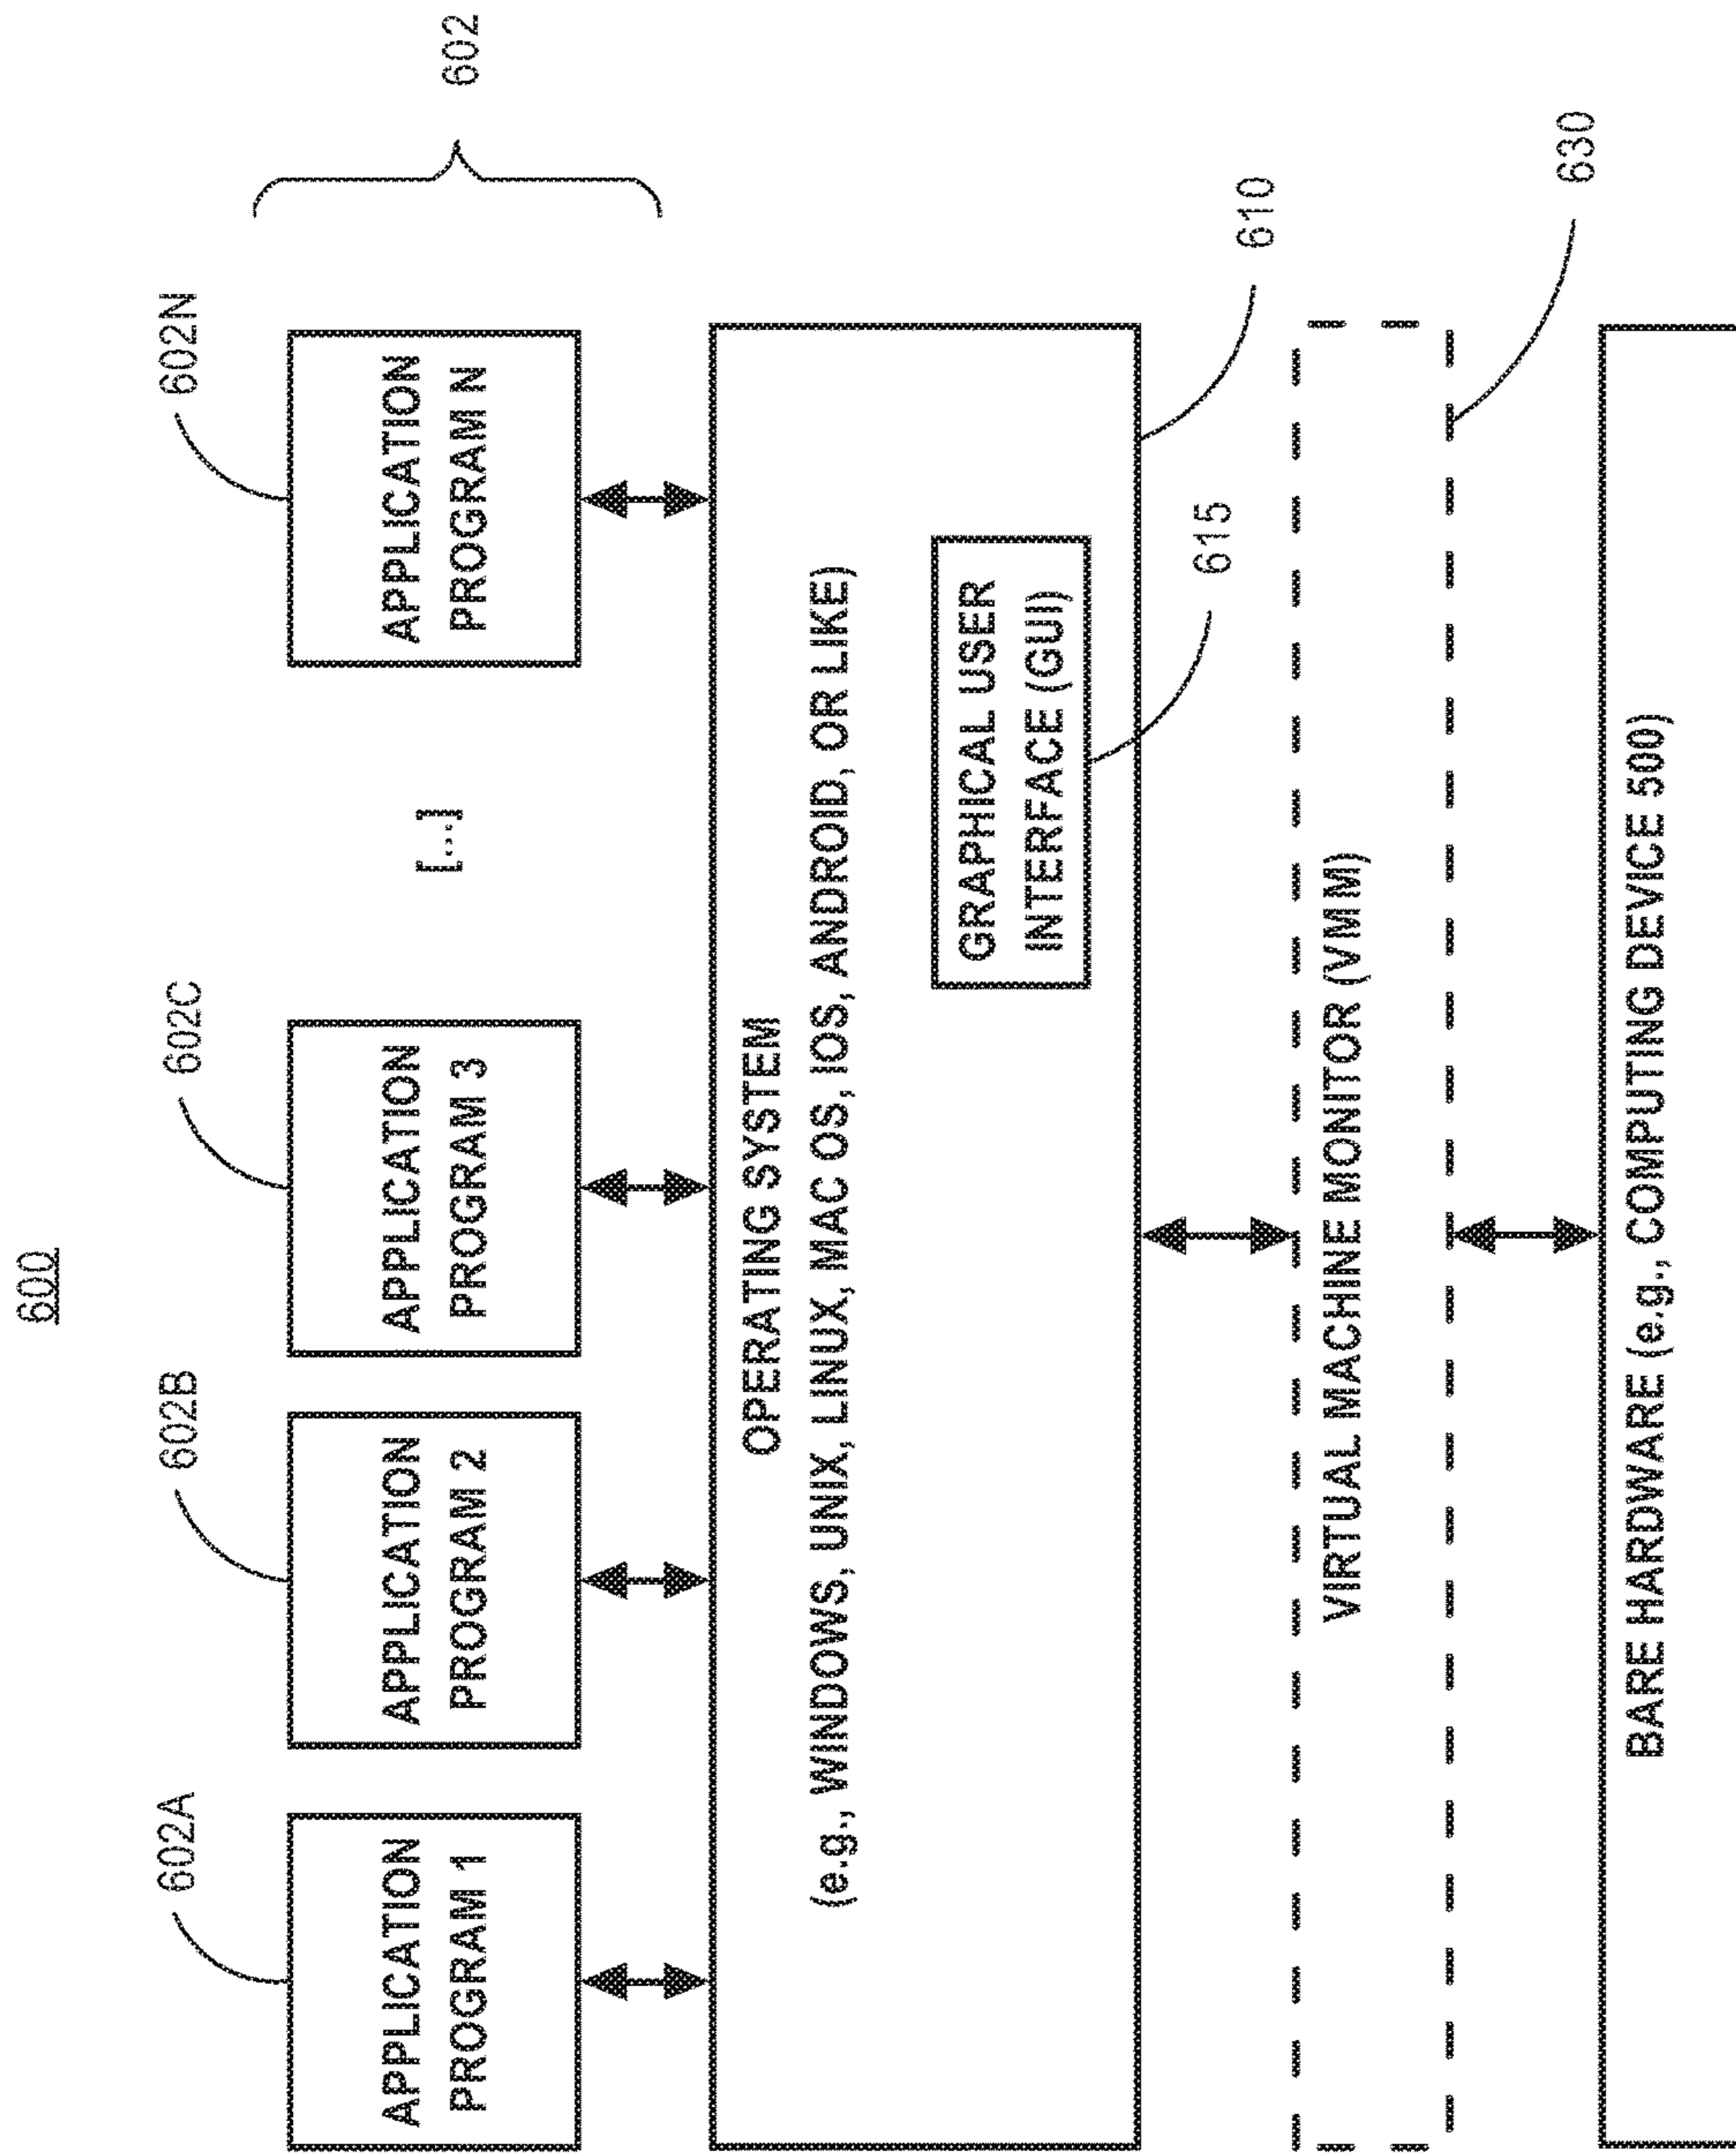 600
602A
602B
602C
602N
602
APPLICATION
PROGRAM 1
APPLICATION
PROGRAM 2
APPLICATION
PROGRAM 3
[...]
APPLICATION
PROGRAM N
OPERATING SYSTEM
(e.g., WINDOWS, UNIX, LINUX, MAC OS, IOS, ANDROID, OR LIKE)
GRAPHICAL USER
INTERFACE (GUI)
615
610
VIRTUAL MACHINE MONITOR (VMM)
630
BARE HARDWARE (e.g., COMPUTING DEVICE 500)